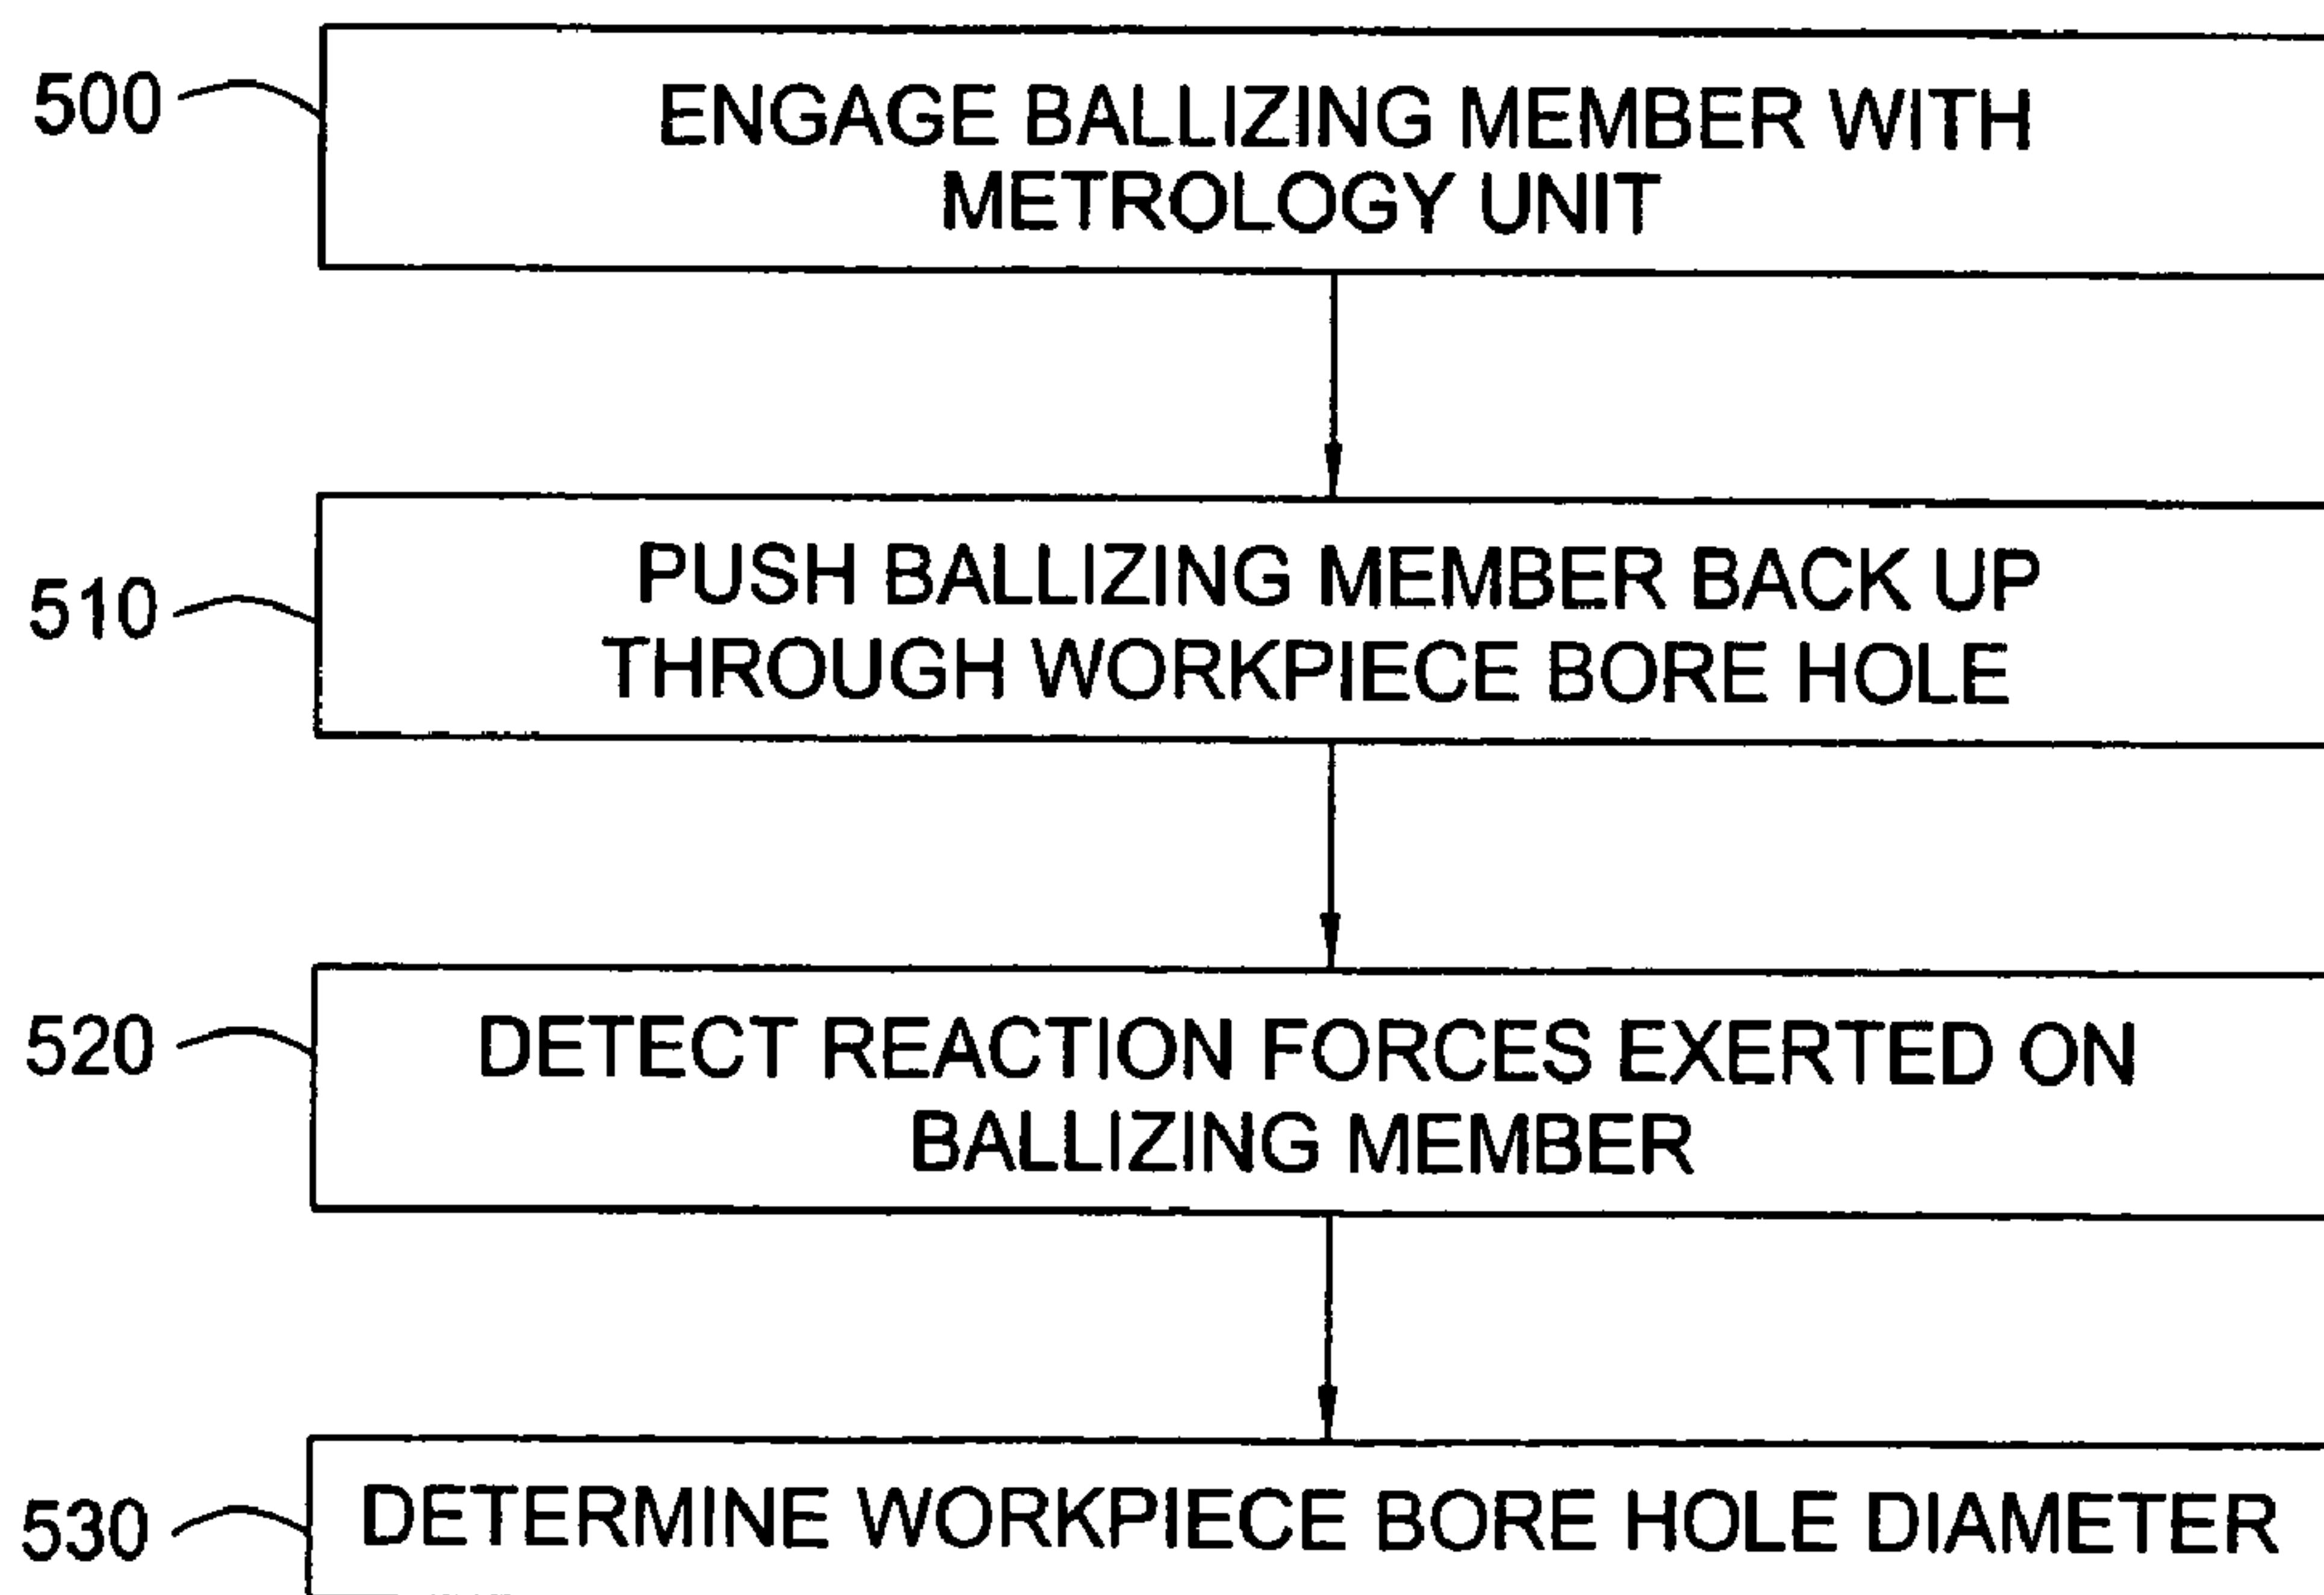 500
ENGAGE BALLIZING MEMBER WITH
METROLOGY UNIT
510
PUSH BALLIZING MEMBER BACK UP
THROUGH WORKPIECE BORE HOLE
520
DETECT REACTION FORCES EXERTED ON
BALLIZING MEMBER
530
DETERMINE WORKPIECE BORE HOLE DIAMETER